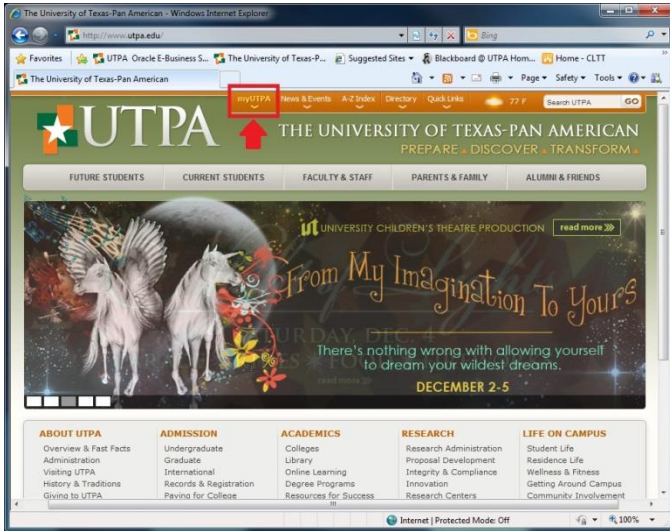 The University of Texas-Pan American - Windows Internet Explorer
http://www.utpa.edu/
Bing
Favorites
UTPA Oracle E-Business S...
The University of Texas-P...
Suggested Sites
Blackboard @ UTPA Hom...
Home - CLTT
The University of Texas-Pan American
Page
Safety
Tools
myUTPA
News & Events
A-Z Index
Directory
Quick Links
77 F
Search UTPA
GO
UTPA
THE UNIVERSITY OF TEXAS-PAN AMERICAN
PREPARE DISCOVER TRANSFORM
FUTURE STUDENTS
CURRENT STUDENTS
FACULTY & STAFF
PARENTS & FAMILY
ALUMNI & FRIENDS
UNIVERSITY CHILDREN'S THEATRE PRODUCTION
read more
From My Imagination To Yours
URDAY, DEC. 4
There's nothing wrong with allowing yourself
to dream your wildest dreams.
read more
DECEMBER 2-5
ABOUT UTPA
Overview & Fast Facts
Administration
Visiting UTPA
History & Traditions
Giving to UTPA
ADMISSION
Undergraduate
Graduate
International
Records & Registration
Paying for College
ACADEMICS
Colleges
Library
Online Learning
Degree Programs
Resources for Success
RESEARCH
Research Administration
Proposal Development
Integrity & Compliance
Innovation
Research Centers
LIFE ON CAMPUS
Student Life
Residence Life
Wellness & Fitness
Getting Around Campus
Community Involvement
Internet | Protected Mode: Off
100%